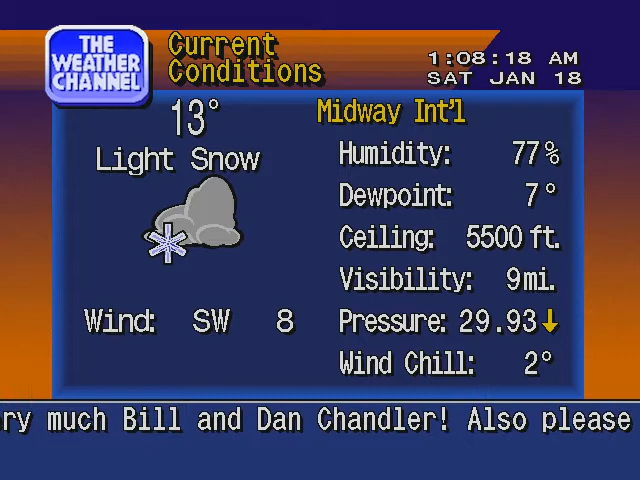 THE
WEATHER
CHANNEL
Current
Conditions
1:08:18 AM
SAT JAN 18
13°
Light Snow
Wind: SW 8
Midway Int'l
Humidity: 77%
Dewpoint: 7°
Ceiling: 5500 ft.
Visibility: 9mi.
Pressure: 29.93↓
Wind Chill: 2°
ry much Bill and Dan Chandler! Also please